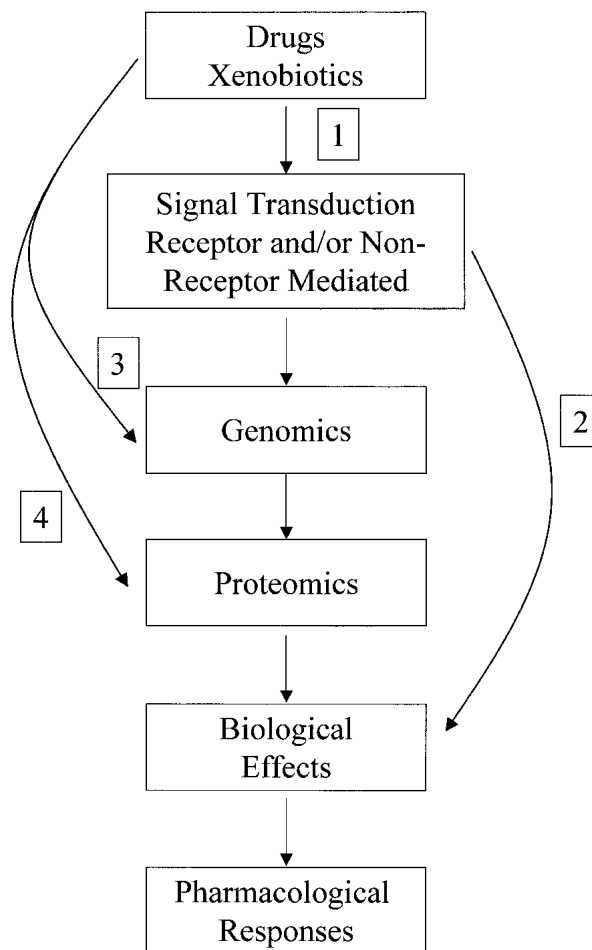 Drugs
Xenobiotics
1
Signal Transduction
Receptor and/or Non-
Receptor Mediated
3
Genomics
2
4
Proteomics
Biological
Effects
Pharmacological
Responses